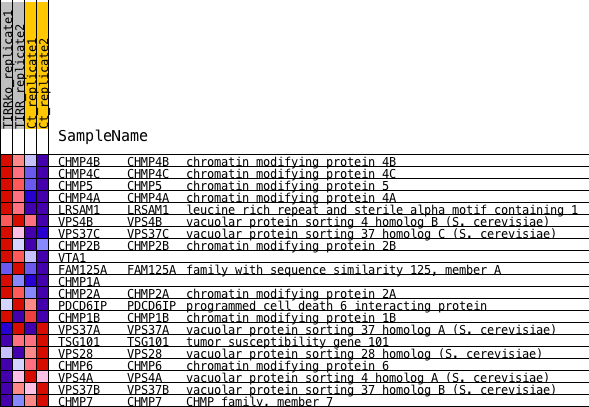 TIRRko_replicate1
TIRR_replicate2
Ct_replicate1
Ct_replicate2
SampleName
CHMP4B CHMP4B chromatin modifying protein 4B
CHMP4C CHMP4C chromatin modifying protein 4C
CHMP5 CHMP5 chromatin modifying protein 5
CHMP4A CHMP4A chromatin modifying protein 4A
LRSAM1 LRSAM1 leucine rich repeat and sterile alpha motif containing 1
VPS4B VPS4B vacuolar protein sorting 4 homolog B (S. cerevisiae)
VPS37C VPS37C vacuolar protein sorting 37 homolog C (S. cerevisiae)
CHMP2B CHMP2B chromatin modifying protein 2B
VTA1
FAM125A FAM125A family with sequence similarity 125, member A
CHMP1A
CHMP2A CHMP2A chromatin modifying protein 2A
PDCD6IP PDCD6IP programmed cell death 6 interacting protein
CHMP1B CHMP1B chromatin modifying protein 1B
VPS37A VPS37A vacuolar protein sorting 37 homolog A (S. cerevisiae)
TSG101 TSG101 tumor susceptibility gene 101
VPS28 VPS28 vacuolar protein sorting 28 homolog (S. cerevisiae)
CHMP6 CHMP6 chromatin modifying protein 6
VPS4A VPS4A vacuolar protein sorting 4 homolog A (S. cerevisiae)
VPS37B VPS37B vacuolar protein sorting 37 homolog B (S. cerevisiae)
CHMP7 CHMP7 CHMP family, member 7